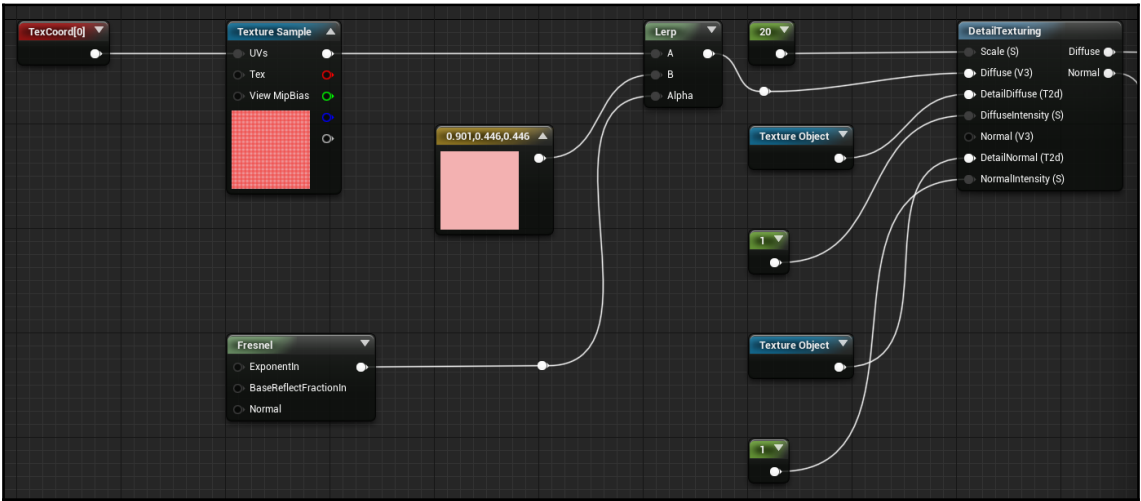 TexCoord[0]
Texture Sample
UVs
Tex
View MipBias
0.901,0.446,0.446
Fresnel
ExponentIn
BaseReflectFractionIn
Normal
Lerp
A
B
Alpha
20
Texture Object
1
Texture Object
1
DetailTexturing
Scale (S) Diffuse
Diffuse (V3) Normal
DetailDiffuse (T2d)
DiffuseIntensity (S)
Normal (V3)
DetailNormal (T2d)
NormalIntensity (S)